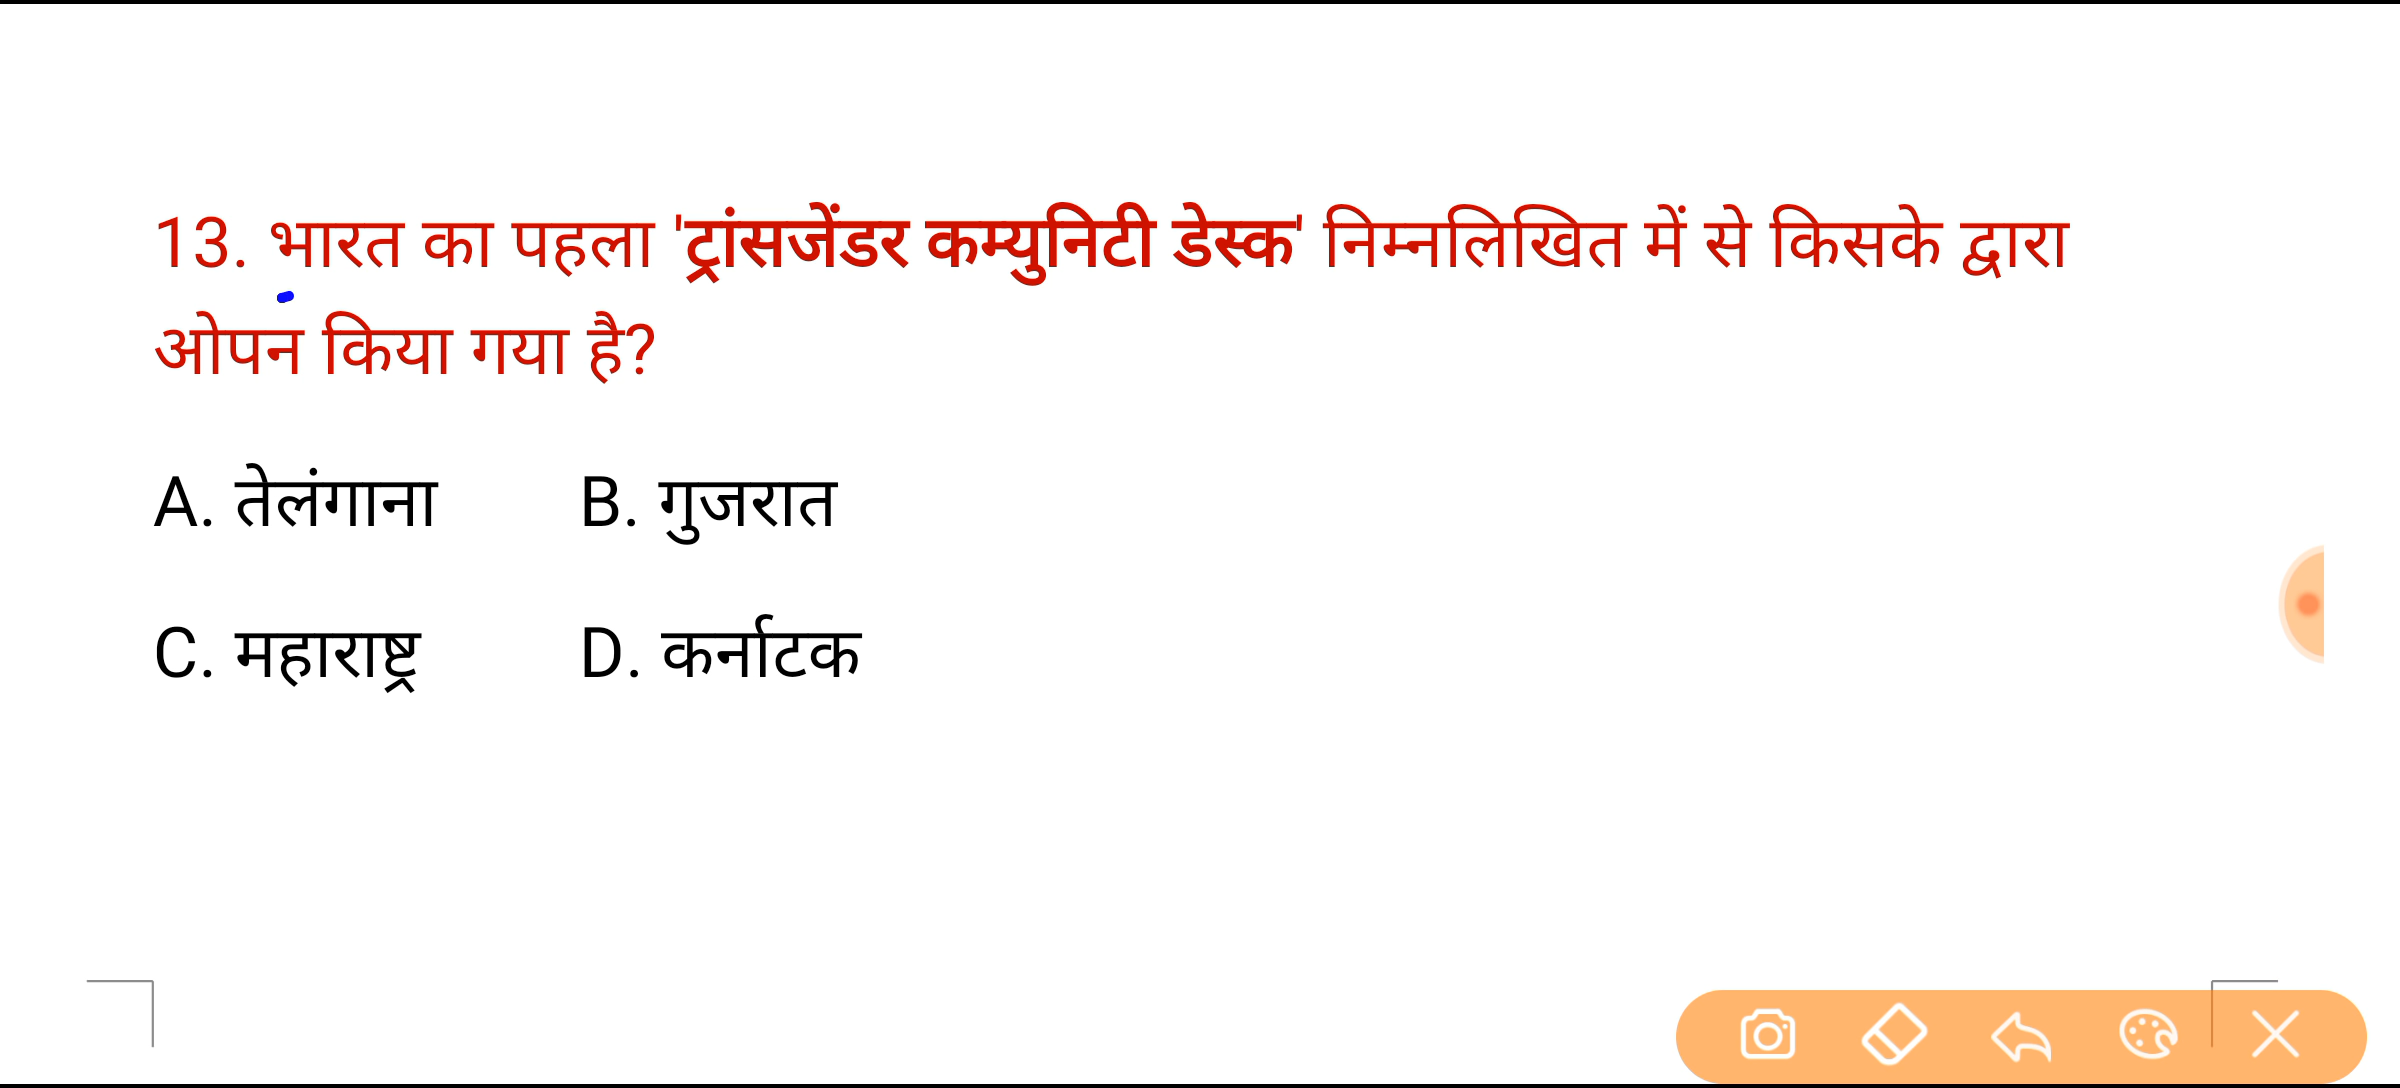 13. भारत का पहला 'ट्रांसजेंडर कम्युनिटी डेस्क' निम्नलिखित में से किसके द्वारा
ओपन किया गया है?
A. तेलंगाना B. गुजरात
C. महाराष्ट्र D. कर्नाटक